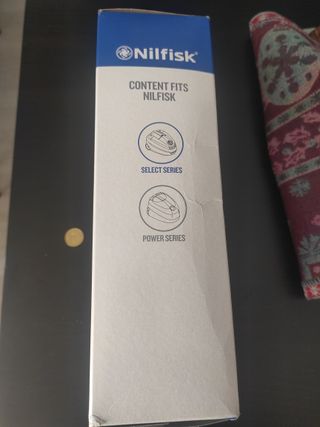 Nilfisk
CONTENT FITS
NILFISK
SELECT SERIES
POWER SERIES